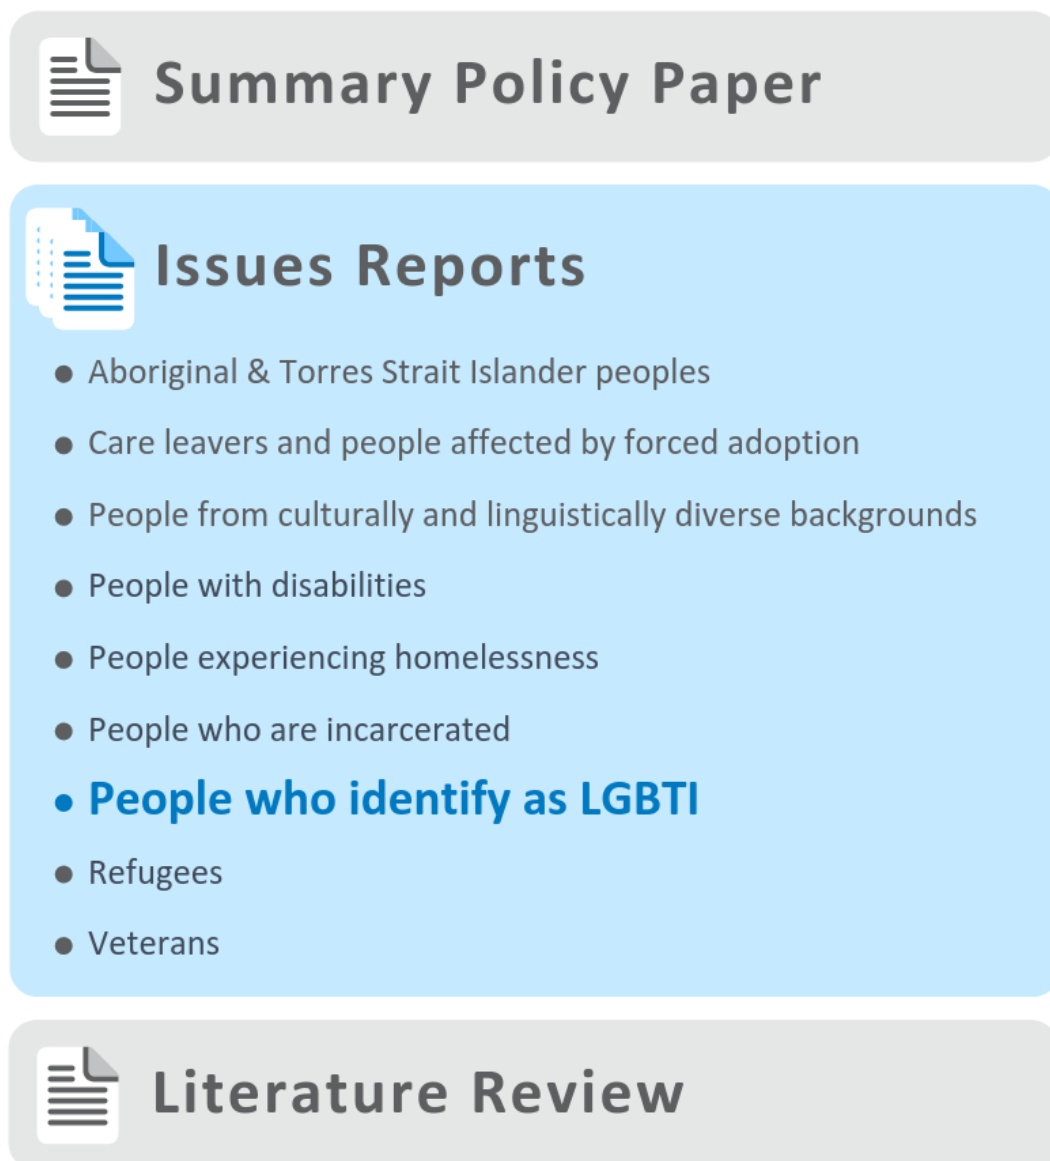 Summary Policy Paper
Issues Reports
● Aboriginal & Torres Strait Islander peoples
● Care leavers and people affected by forced adoption
● People from culturally and linguistically diverse backgrounds
● People with disabilities
● People experiencing homelessness
● People who are incarcerated
● People who identify as LGBTI
● Refugees
● Veterans
Literature Review